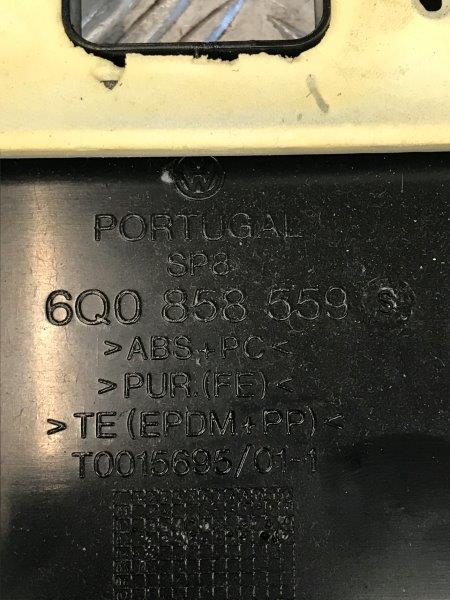 PORTUGAL
SP8
6Q0 858 559 S
>ABS+PC<
>PUR.(FE)<
>TE(EPDM+PP)<
T0015695/01-1